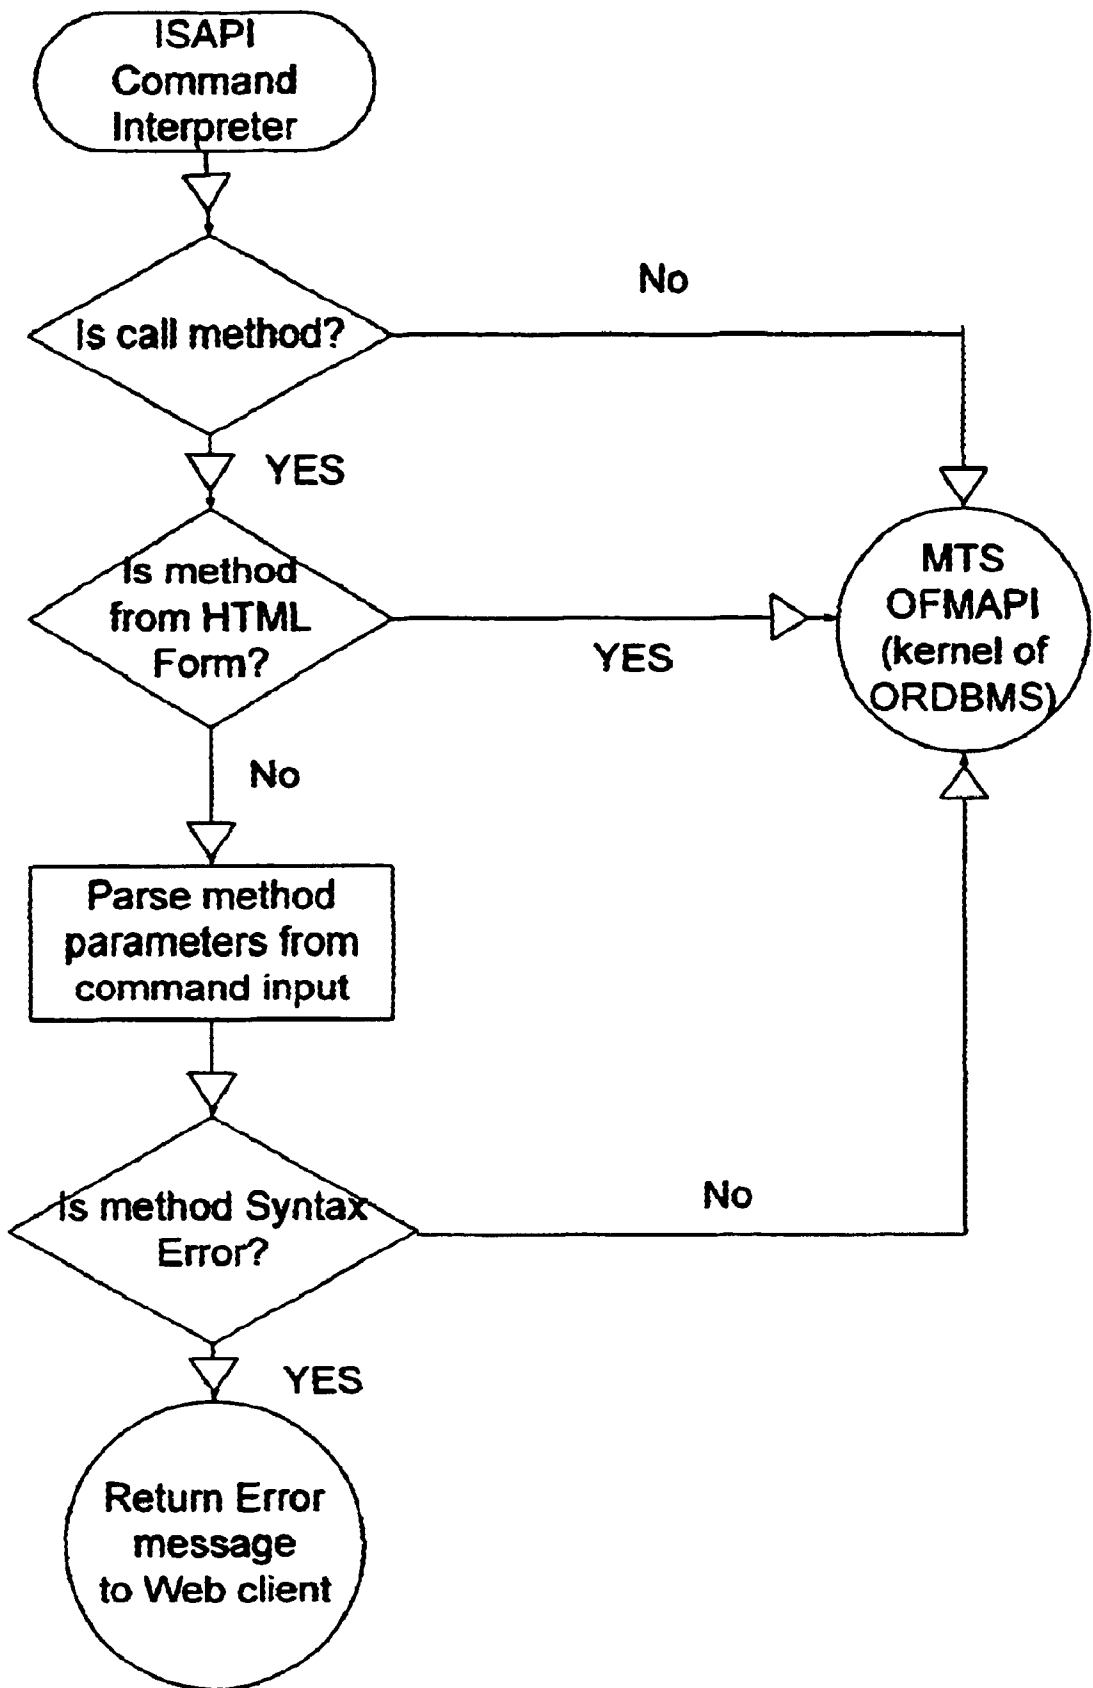 ISAPI
Command
Interpreter
Is call method?
No
YES
Is method
from HTML
Form?
YES
MTS
OFMAPI
(kernel of
ORDBMS)
No
Parse method
parameters from
command input
Is method Syntax
Error?
No
YES
Return Error
message
to Web client